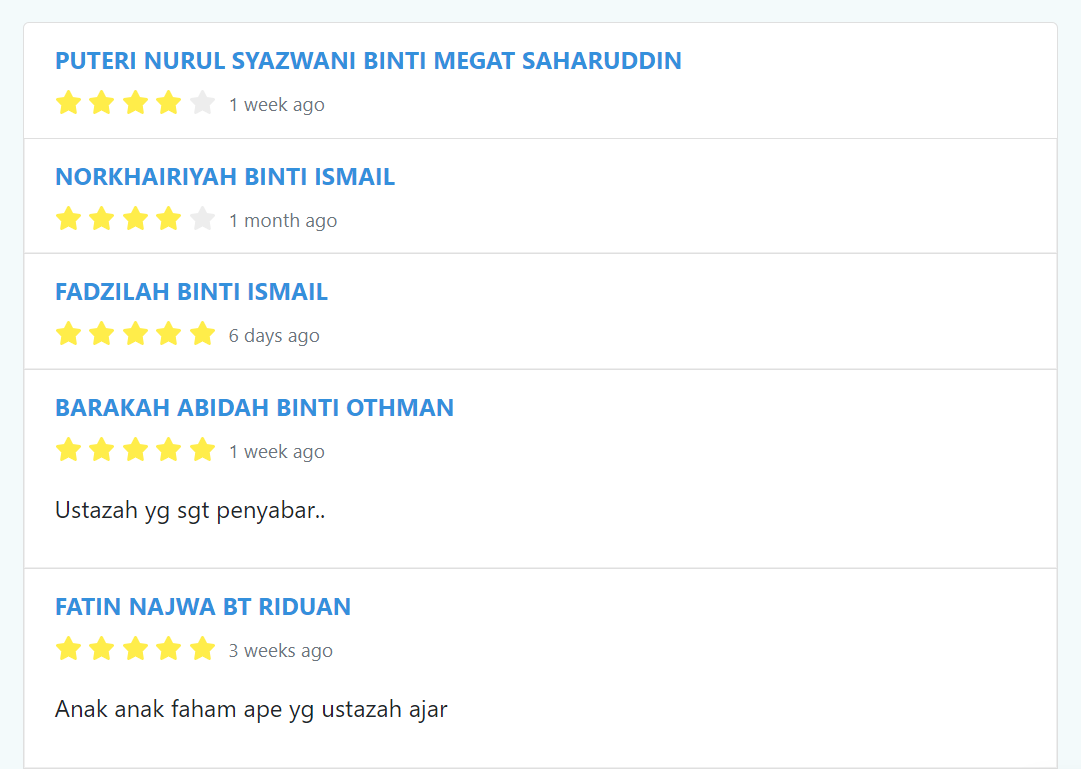 PUTERI NURUL SYAZWANI BINTI MEGAT SAHARUDDIN
1 week ago
NORKHAIRIYAH BINTI ISMAIL
1 month ago
FADZILAH BINTI ISMAIL
6 days ago
BARAKAH ABIDAH BINTI OTHMAN
1 week ago
Ustazah yg sgt penyabar..
FATIN NAJWA BT RIDUAN
3 weeks ago
Anak anak faham ape yg ustazah ajar